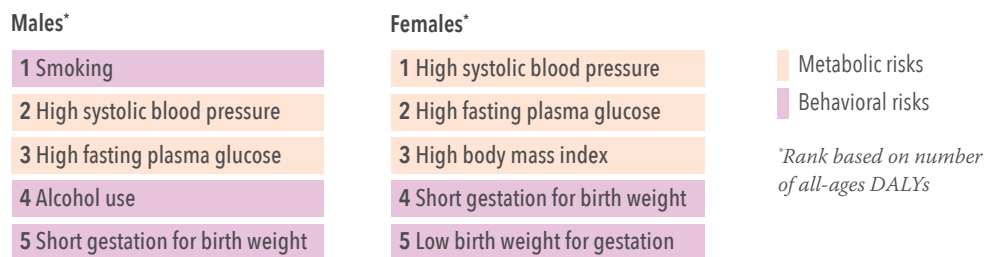 Males*
1 Smoking
2 High systolic blood pressure
3 High fasting plasma glucose
4 Alcohol use
5 Short gestation for birth weight
Females*
1 High systolic blood pressure
2 High fasting plasma glucose
3 High body mass index
4 Short gestation for birth weight
5 Low birth weight for gestation
Metabolic risks
Behavioral risks
*Rank based on number
of all-ages DALYs